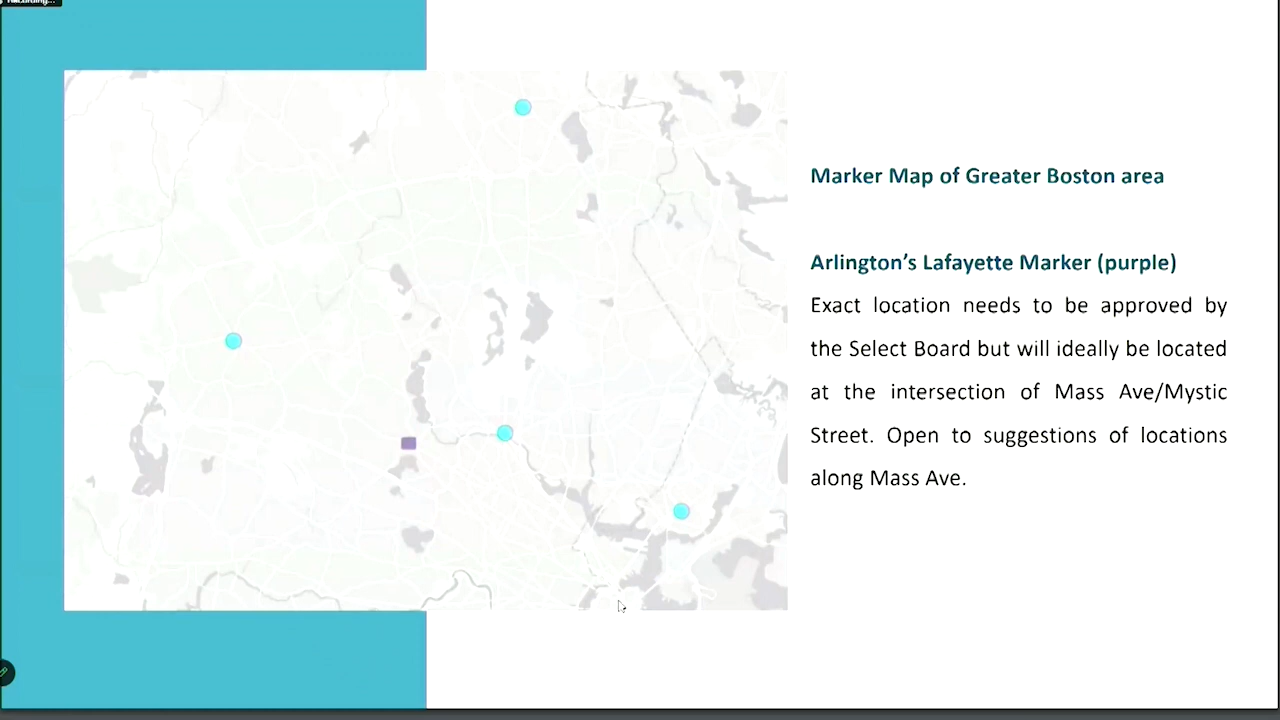 Marker Map of Greater Boston area
Arlington's Lafayette Marker (purple)
Exact location needs to be approved by
the Select Board but will ideally be located
at the intersection of Mass Ave/Mystic
Street. Open to suggestions of locations
along Mass Ave.